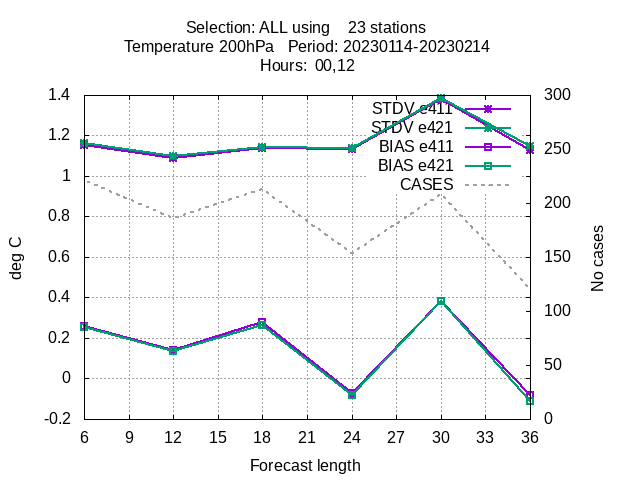 Selection: ALL using    23 stations
Temperature 200hPa   Period: 20230114-20230214
Hours:  00,12
1.4
1.2
1
0.8
0.6
0.4
0.2
0
-0.2
deg C
STDV e411
STDV e421
BIAS e411
BIAS e421
CASES
300
250
200
150
100
50
0
No cases
6 9 12 15 18 21 24 27 30 33 36
Forecast length